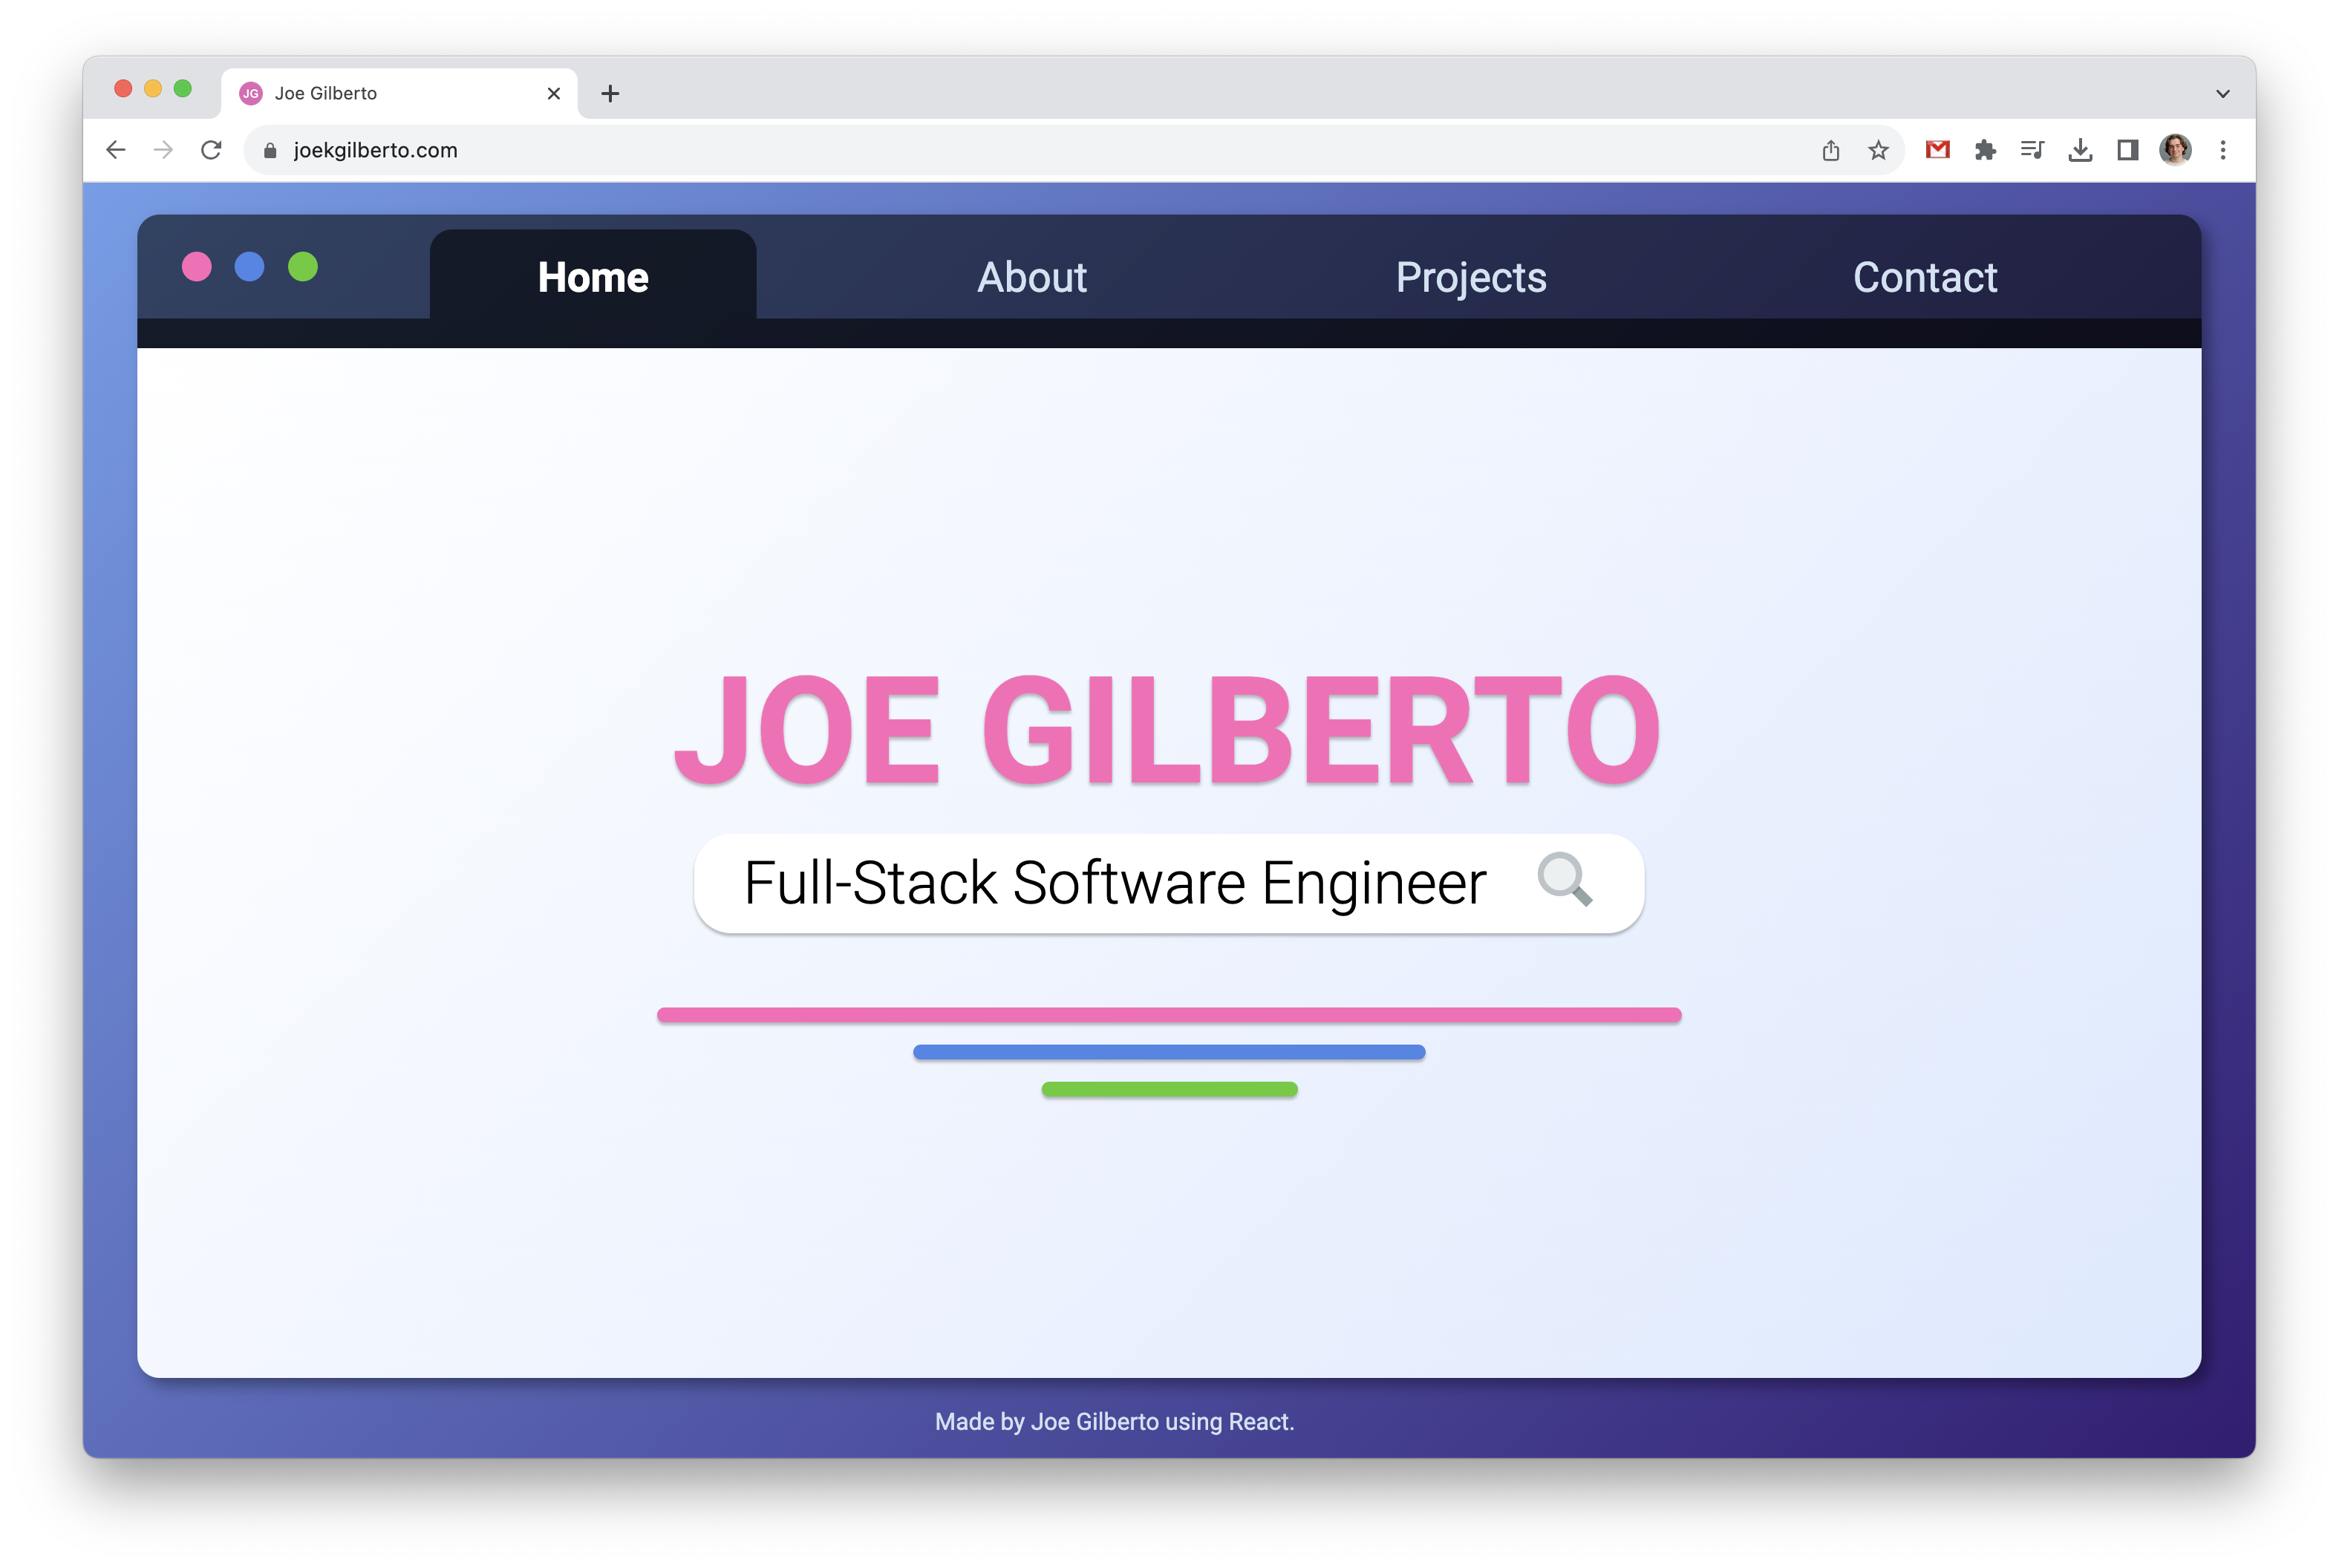 JG Joe Gilberto
joekgilberto.com
Home About Projects Contact
JOE GILBERTO
Full-Stack Software Engineer
Made by Joe Gilberto using React.